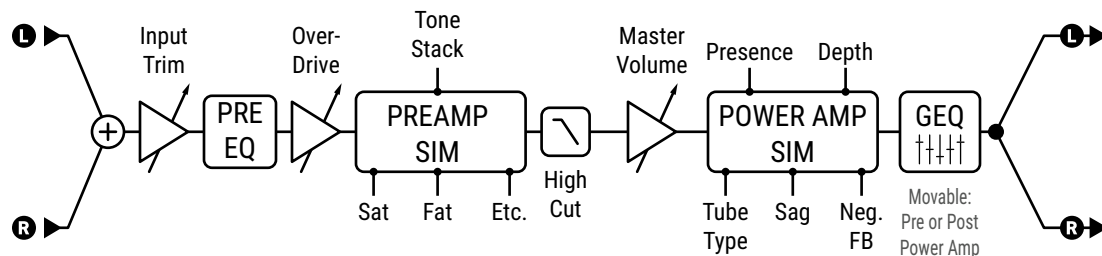 L
Input
Trim
Over-
Drive
Tone
Stack
Master
Volume
Presence
Depth
L
PRE
EQ
PREAMP
SIM
POWER AMP
SIM
GEQ
High
Cut
Sat
Fat
Etc.
Tube
Type
Sag
Neg.
FB
Movable:
Pre or Post
Power Amp
R
R